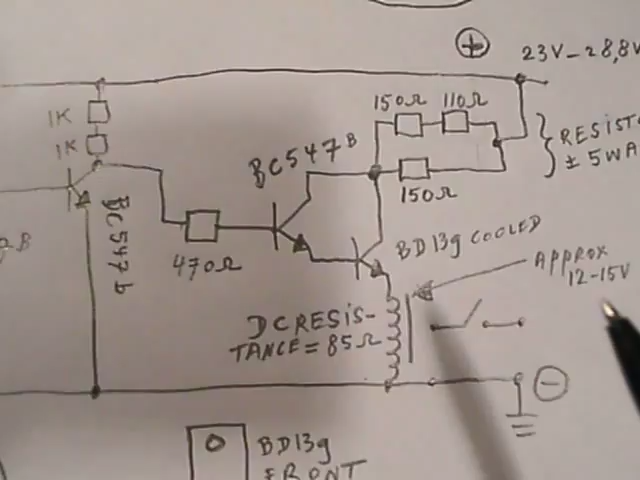 ⊕
23V-28,8V
150Ω 110Ω
1K
1K
BC547B
150Ω
± 5WA
BC547b
470Ω
BD139 COOLED
APPROX
12-15V
DC RESIS-
TANCE = 85Ω
⊖
BD139
FRONT